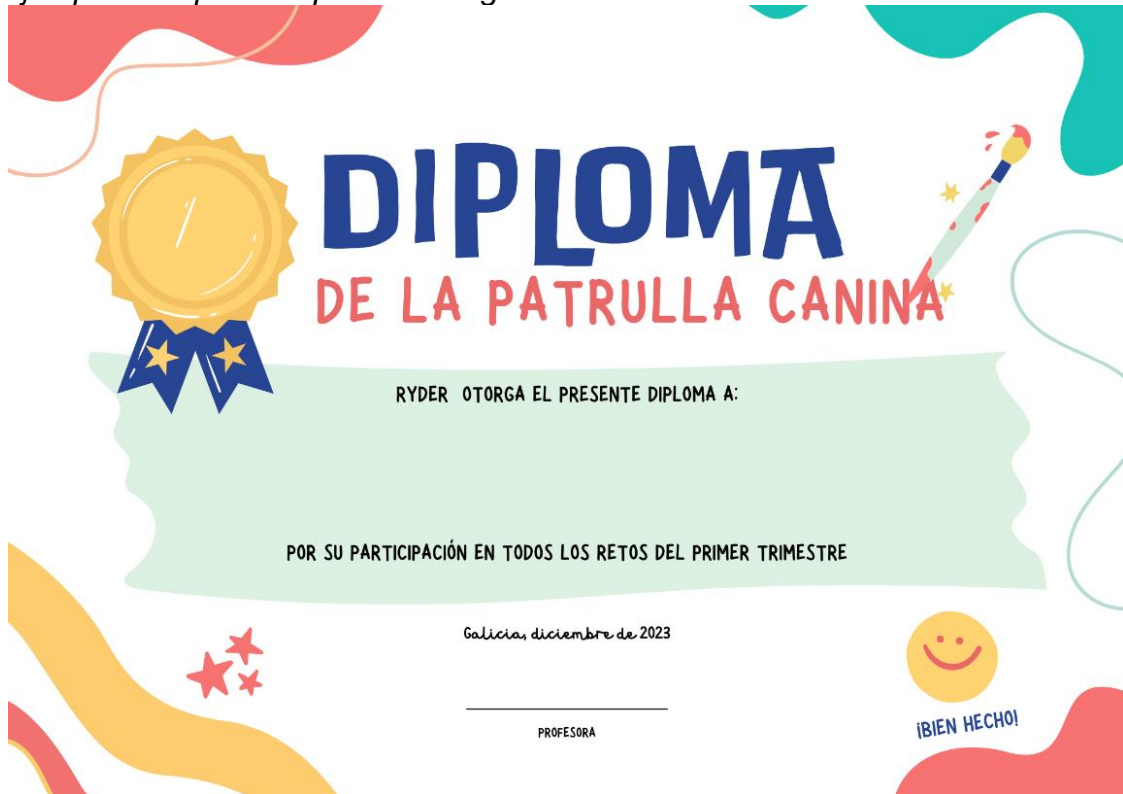 DIPLOMA
DE LA PATRULLA CANINA
RYDER OTORGA EL PRESENTE DIPLOMA A:
POR SU PARTICIPACIÓN EN TODOS LOS RETOS DEL PRIMER TRIMESTRE
Galicia, diciembre de 2023
PROFESORA
¡BIEN HECHO!